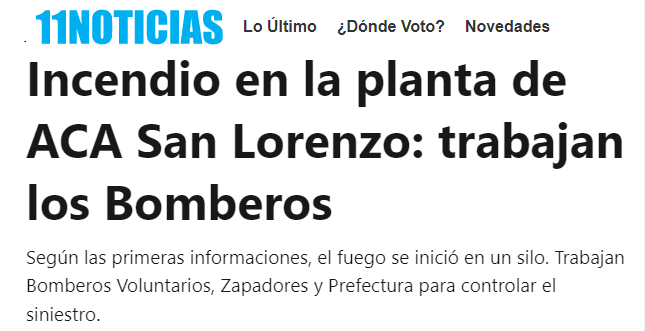 11NOTICIAS Lo Último ¿Dónde Voto? Novedades
Incendio en la planta de
ACA San Lorenzo: trabajan
los Bomberos
Según las primeras informaciones, el fuego se inició en un silo. Trabajan
Bomberos Voluntarios, Zapadores y Prefectura para controlar el
siniestro.